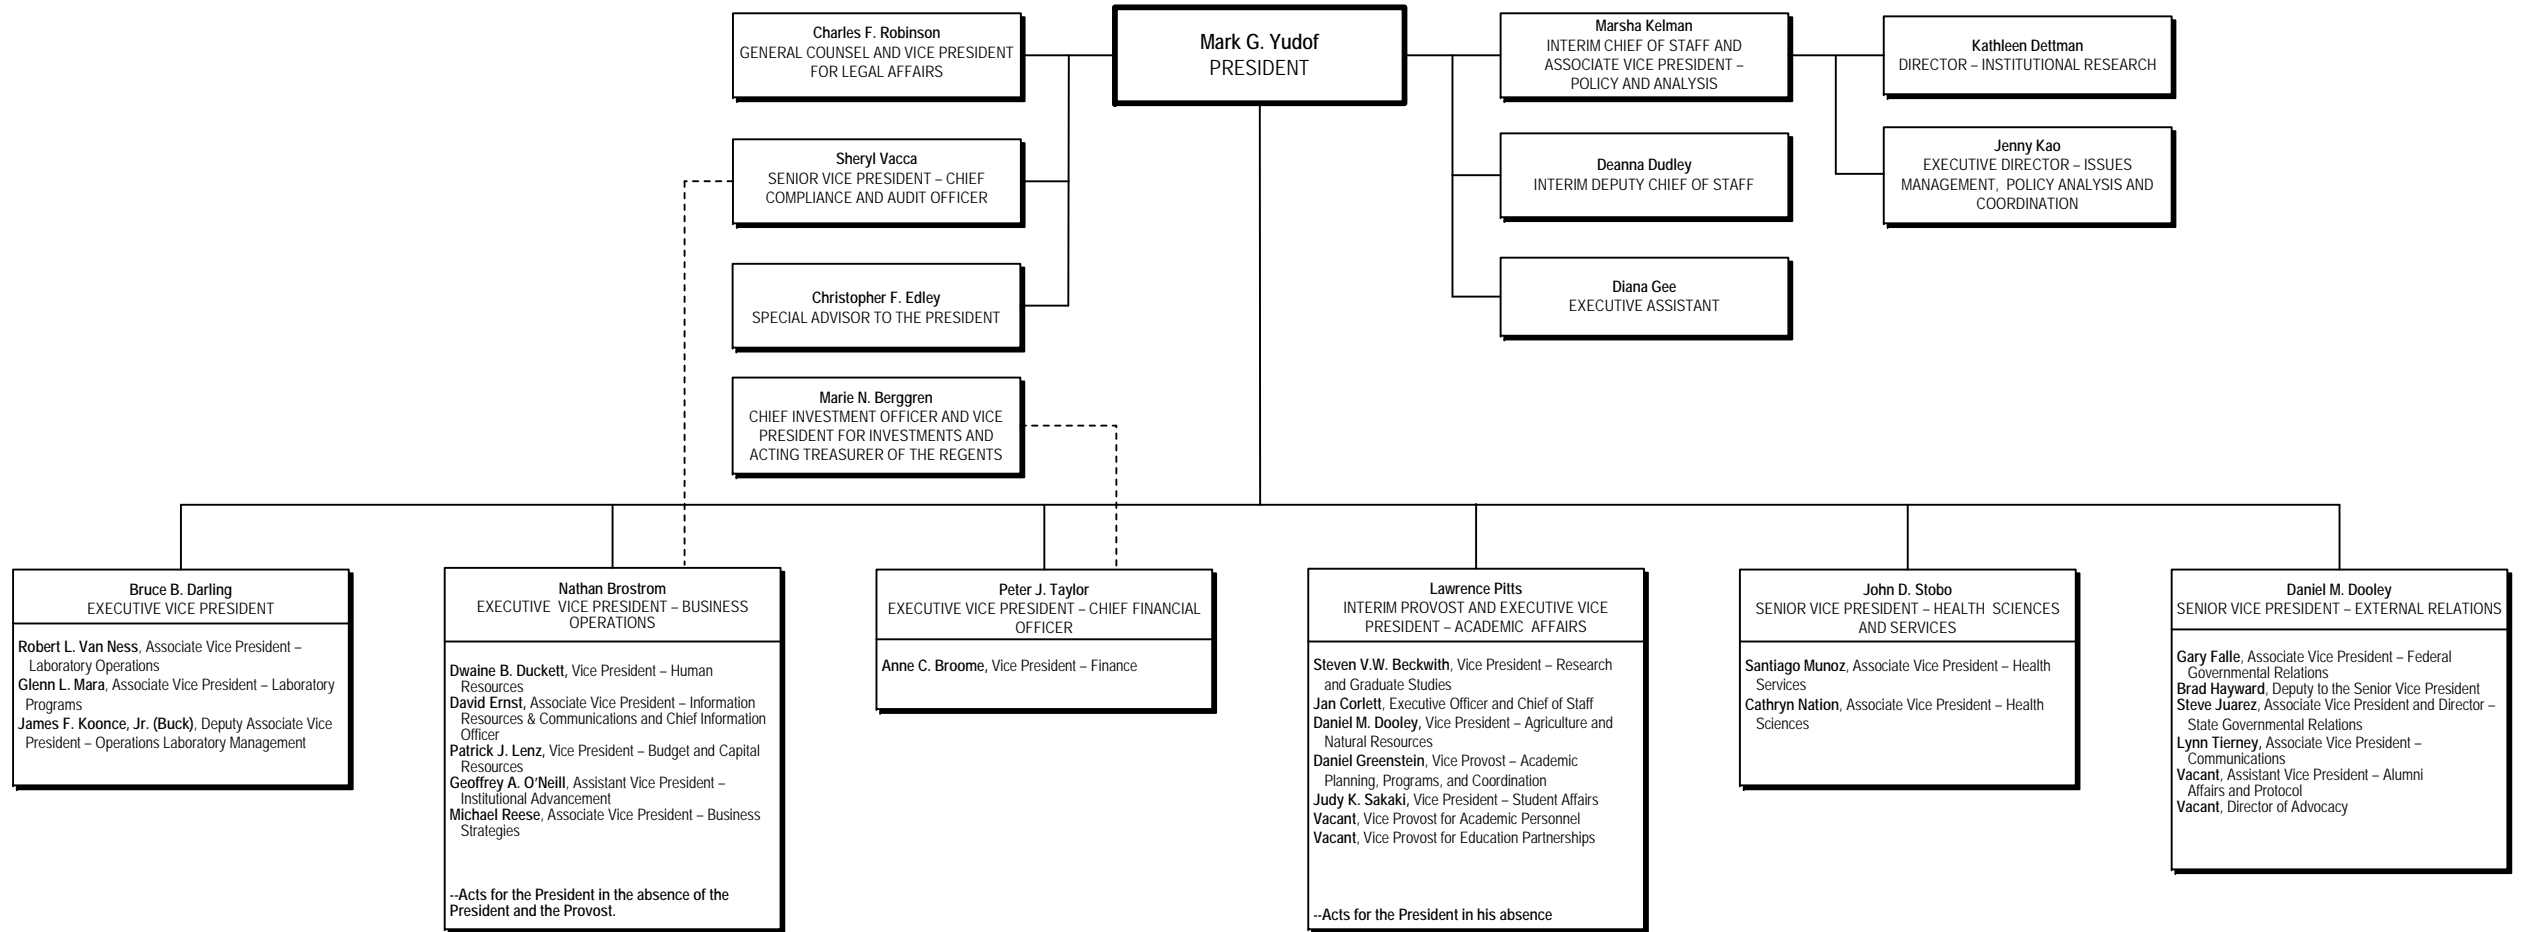 Charles F. Robinson
GENERAL COUNSEL AND VICE PRESIDENT
FOR LEGAL AFFAIRS
Mark G. Yudof
PRESIDENT
Marsha Kelman
INTERIM CHIEF OF STAFF AND
ASSOCIATE VICE PRESIDENT –
POLICY AND ANALYSIS
Kathleen Dettman
DIRECTOR – INSTITUTIONAL RESEARCH
Sheryl Vacca
SENIOR VICE PRESIDENT – CHIEF
COMPLIANCE AND AUDIT OFFICER
Deanna Dudley
INTERIM DEPUTY CHIEF OF STAFF
Jenny Kao
EXECUTIVE DIRECTOR – ISSUES
MANAGEMENT, POLICY ANALYSIS AND
COORDINATION
Christopher F. Edley
SPECIAL ADVISOR TO THE PRESIDENT
Diana Gee
EXECUTIVE ASSISTANT
Marie N. Berggren
CHIEF INVESTMENT OFFICER AND VICE
PRESIDENT FOR INVESTMENTS AND
ACTING TREASURER OF THE REGENTS
Bruce B. Darling
EXECUTIVE VICE PRESIDENT
Robert L. Van Ness, Associate Vice President –
Laboratory Operations
Glenn L. Mara, Associate Vice President – Laboratory
Programs
James F. Koonce, Jr. (Buck), Deputy Associate Vice
President – Operations Laboratory Management
Nathan Brostrom
EXECUTIVE VICE PRESIDENT – BUSINESS
OPERATIONS
Dwaine B. Duckett, Vice President – Human
Resources
David Ernst, Associate Vice President – Information
Resources & Communications and Chief Information
Officer
Patrick J. Lenz, Vice President – Budget and Capital
Resources
Geoffrey A. O’Neill, Assistant Vice President –
Institutional Advancement
Michael Reese, Associate Vice President – Business
Strategies
--Acts for the President in the absence of the
President and the Provost.
Peter J. Taylor
EXECUTIVE VICE PRESIDENT – CHIEF FINANCIAL
OFFICER
Anne C. Broome, Vice President – Finance
Lawrence Pitts
INTERIM PROVOST AND EXECUTIVE VICE
PRESIDENT – ACADEMIC AFFAIRS
Steven V.W. Beckwith, Vice President – Research
and Graduate Studies
Jan Corlett, Executive Officer and Chief of Staff
Daniel M. Dooley, Vice President – Agriculture and
Natural Resources
Daniel Greenstein, Vice Provost – Academic
Planning, Programs, and Coordination
Judy K. Sakaki, Vice President – Student Affairs
Vacant, Vice Provost for Academic Personnel
Vacant, Vice Provost for Education Partnerships
--Acts for the President in his absence
John D. Stobo
SENIOR VICE PRESIDENT – HEALTH SCIENCES
AND SERVICES
Santiago Munoz, Associate Vice President – Health
Services
Cathryn Nation, Associate Vice President – Health
Sciences
Daniel M. Dooley
SENIOR VICE PRESIDENT – EXTERNAL RELATIONS
Gary Falle, Associate Vice President – Federal
Governmental Relations
Brad Hayward, Deputy to the Senior Vice President
Steve Juarez, Associate Vice President and Director –
State Governmental Relations
Lynn Tierney, Associate Vice President –
Communications
Vacant, Assistant Vice President – Alumni
Affairs and Protocol
Vacant, Director of Advocacy